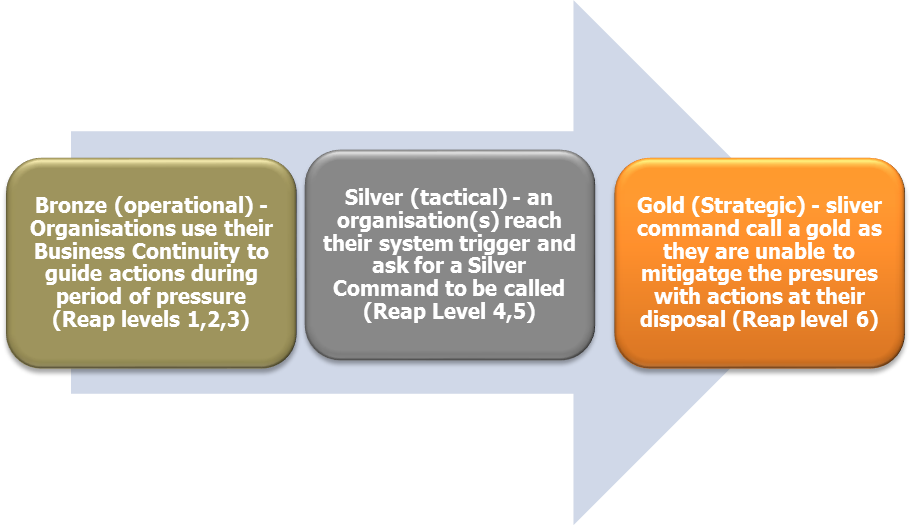 Bronze (operational) -
Organisations use their
Business Continuity to
guide actions during
period of pressure
(Reap levels 1,2,3)
Silver (tactical) - an
organisation(s) reach
their system trigger and
ask for a Silver
Command to be called
(Reap Level 4,5)
Gold (Strategic) - sliver
command call a gold as
they are unable to
mitigatge the presures
with actions at their
disposal (Reap level 6)